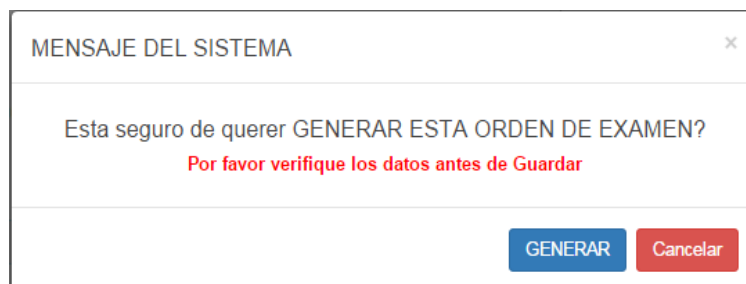 MENSAJE DEL SISTEMA ×
Esta seguro de querer GENERAR ESTA ORDEN DE EXAMEN?
Por favor verifique los datos antes de Guardar
GENERAR Cancelar